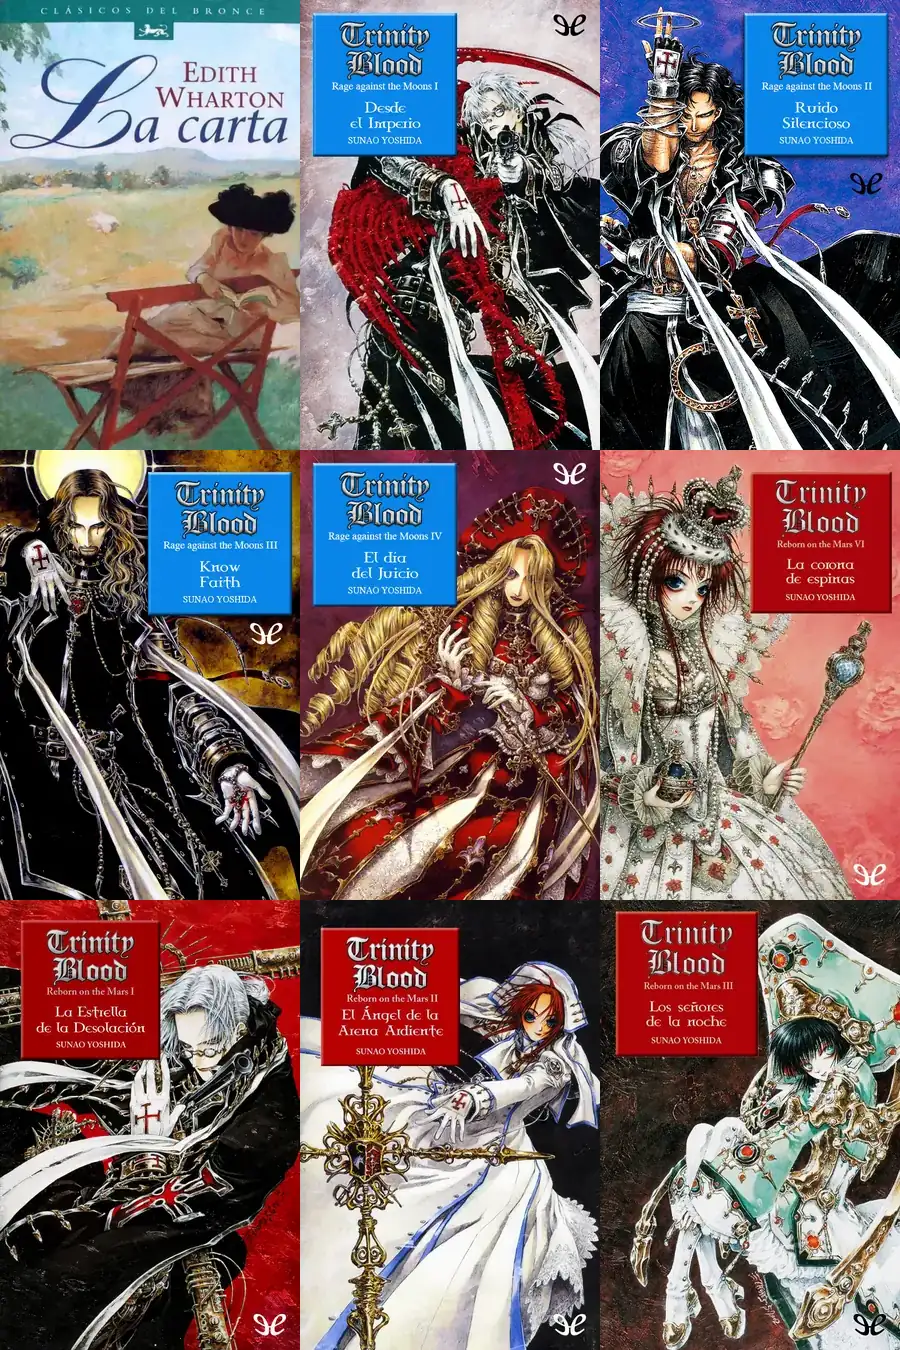 CLÁSICOS DEL BRONCE
EDITH
WHARTON
La carta
Trinity
Blood
Rage against the Moons I
Desde
el Imperio
SUNAO YOSHIDA
Trinity
Blood
Rage against the Moons II
Ruido
Silencioso
SUNAO YOSHIDA
Trinity
Blood
Rage against the Moons III
Know
Faith
SUNAO YOSHIDA
Trinity
Blood
Rage against the Moons IV
El día
del Juicio
SUNAO YOSHIDA
Trinity
Blood
Reborn on the Mars VI
La corona
de espinas
SUNAO YOSHIDA
Trinity
Blood
Reborn on the Mars I
La Estrella
de la Desolación
SUNAO YOSHIDA
Trinity
Blood
Reborn on the Mars II
El Ángel de la
Arena Ardiente
SUNAO YOSHIDA
Trinity
Blood
Reborn on the Mars III
Los señores
de la noche
SUNAO YOSHIDA